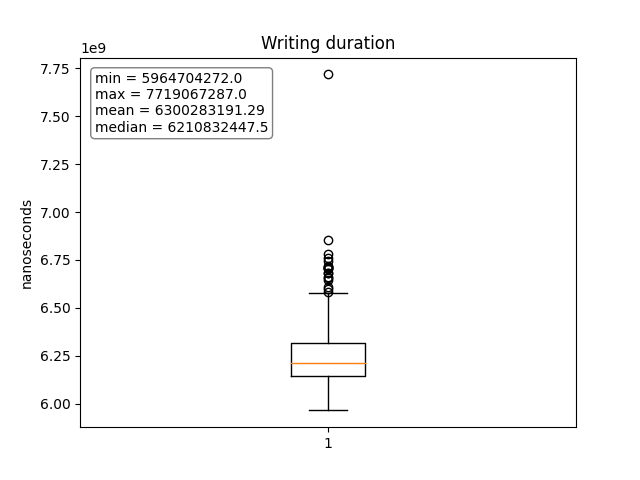 Writing duration
1e9
min = 5964704272.0
max = 7719067287.0
mean = 6300283191.29
median = 6210832447.5
7.75
7.50
7.25
7.00
6.75
6.50
6.25
6.00
nanoseconds
1